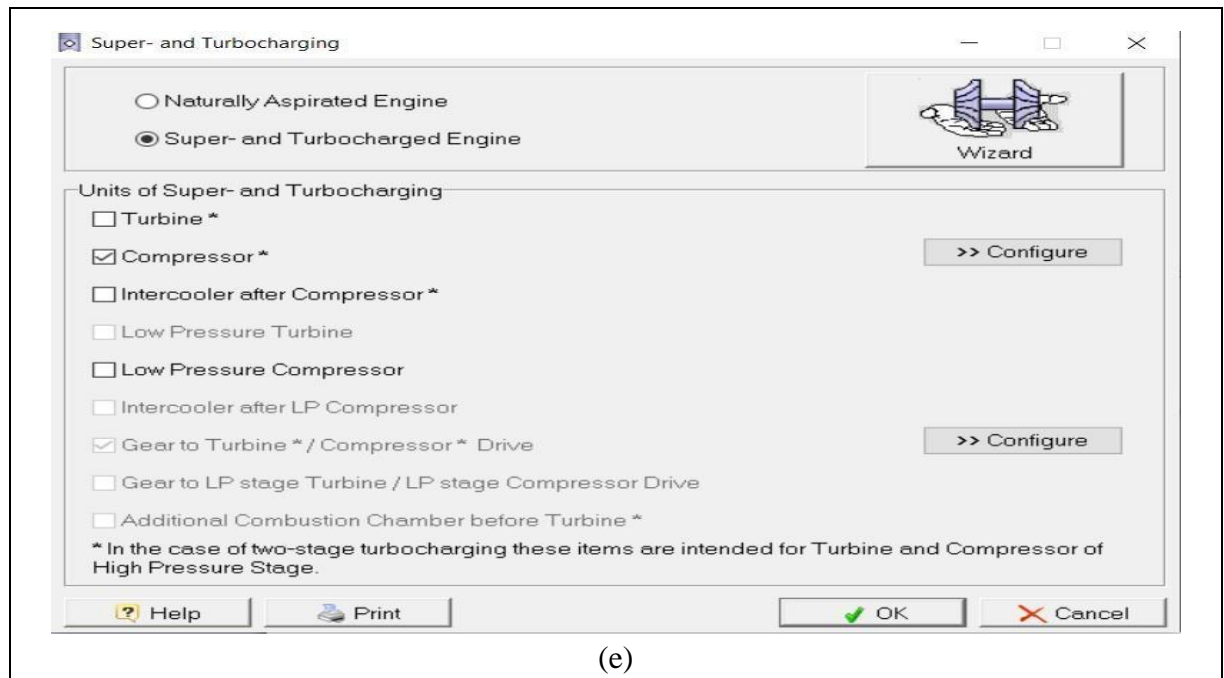 Super- and Turbocharging
Naturally Aspirated Engine
Super- and Turbocharged Engine
Wizard
Units of Super- and Turbocharging
Turbine *
Compressor *
>> Configure
Intercooler after Compressor *
Low Pressure Turbine
Low Pressure Compressor
Intercooler after LP Compressor
Gear to Turbine * / Compressor * Drive
>> Configure
Gear to LP stage Turbine / LP stage Compressor Drive
Additional Combustion Chamber before Turbine *
* In the case of two-stage turbocharging these items are intended for Turbine and Compressor of
High Pressure Stage.
Help
Print
OK
Cancel
(e)